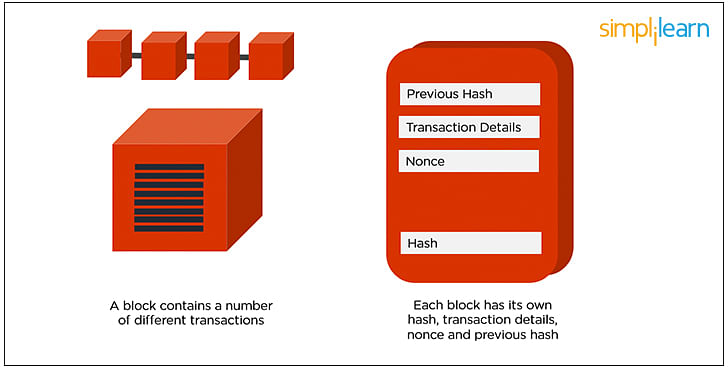 simplilearn
Previous Hash
Transaction Details
Nonce
Hash
A block contains a number
of different transactions
Each block has its own
hash, transaction details,
nonce and previous hash